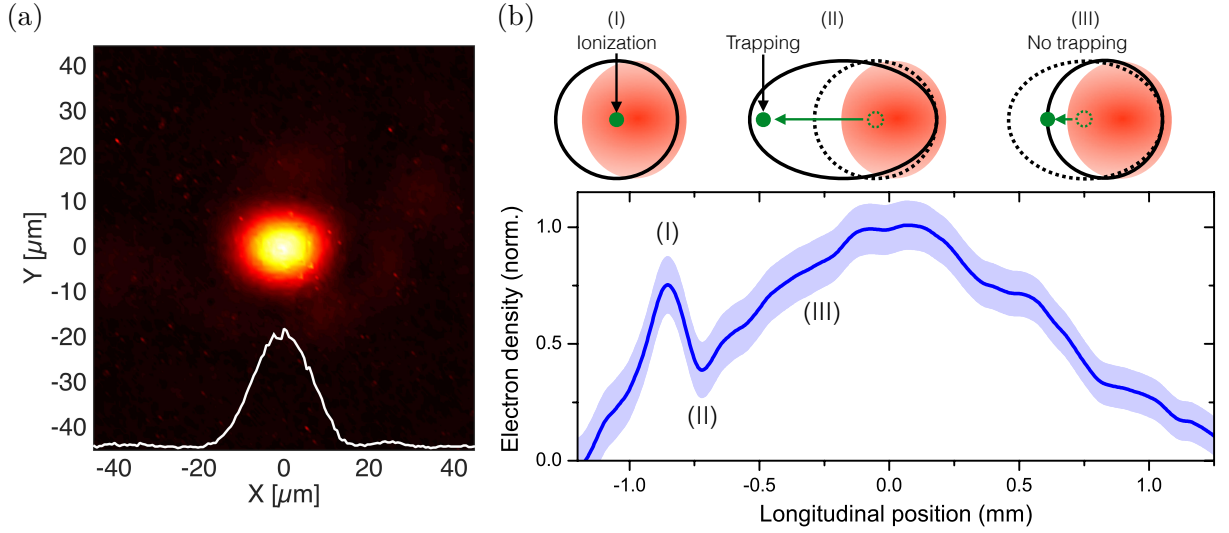 (a)
40
30
20
10
0
-10
-20
-30
-40
Y [µm]
-40 -20 0 20 40
X [µm]
(b)
(I) (II) (III)
Ionization Trapping No trapping
Electron density (norm.)
1.0
0.5
0.0
(I)
(II)
(III)
-1.0 -0.5 0.0 0.5 1.0
Longitudinal position (mm)